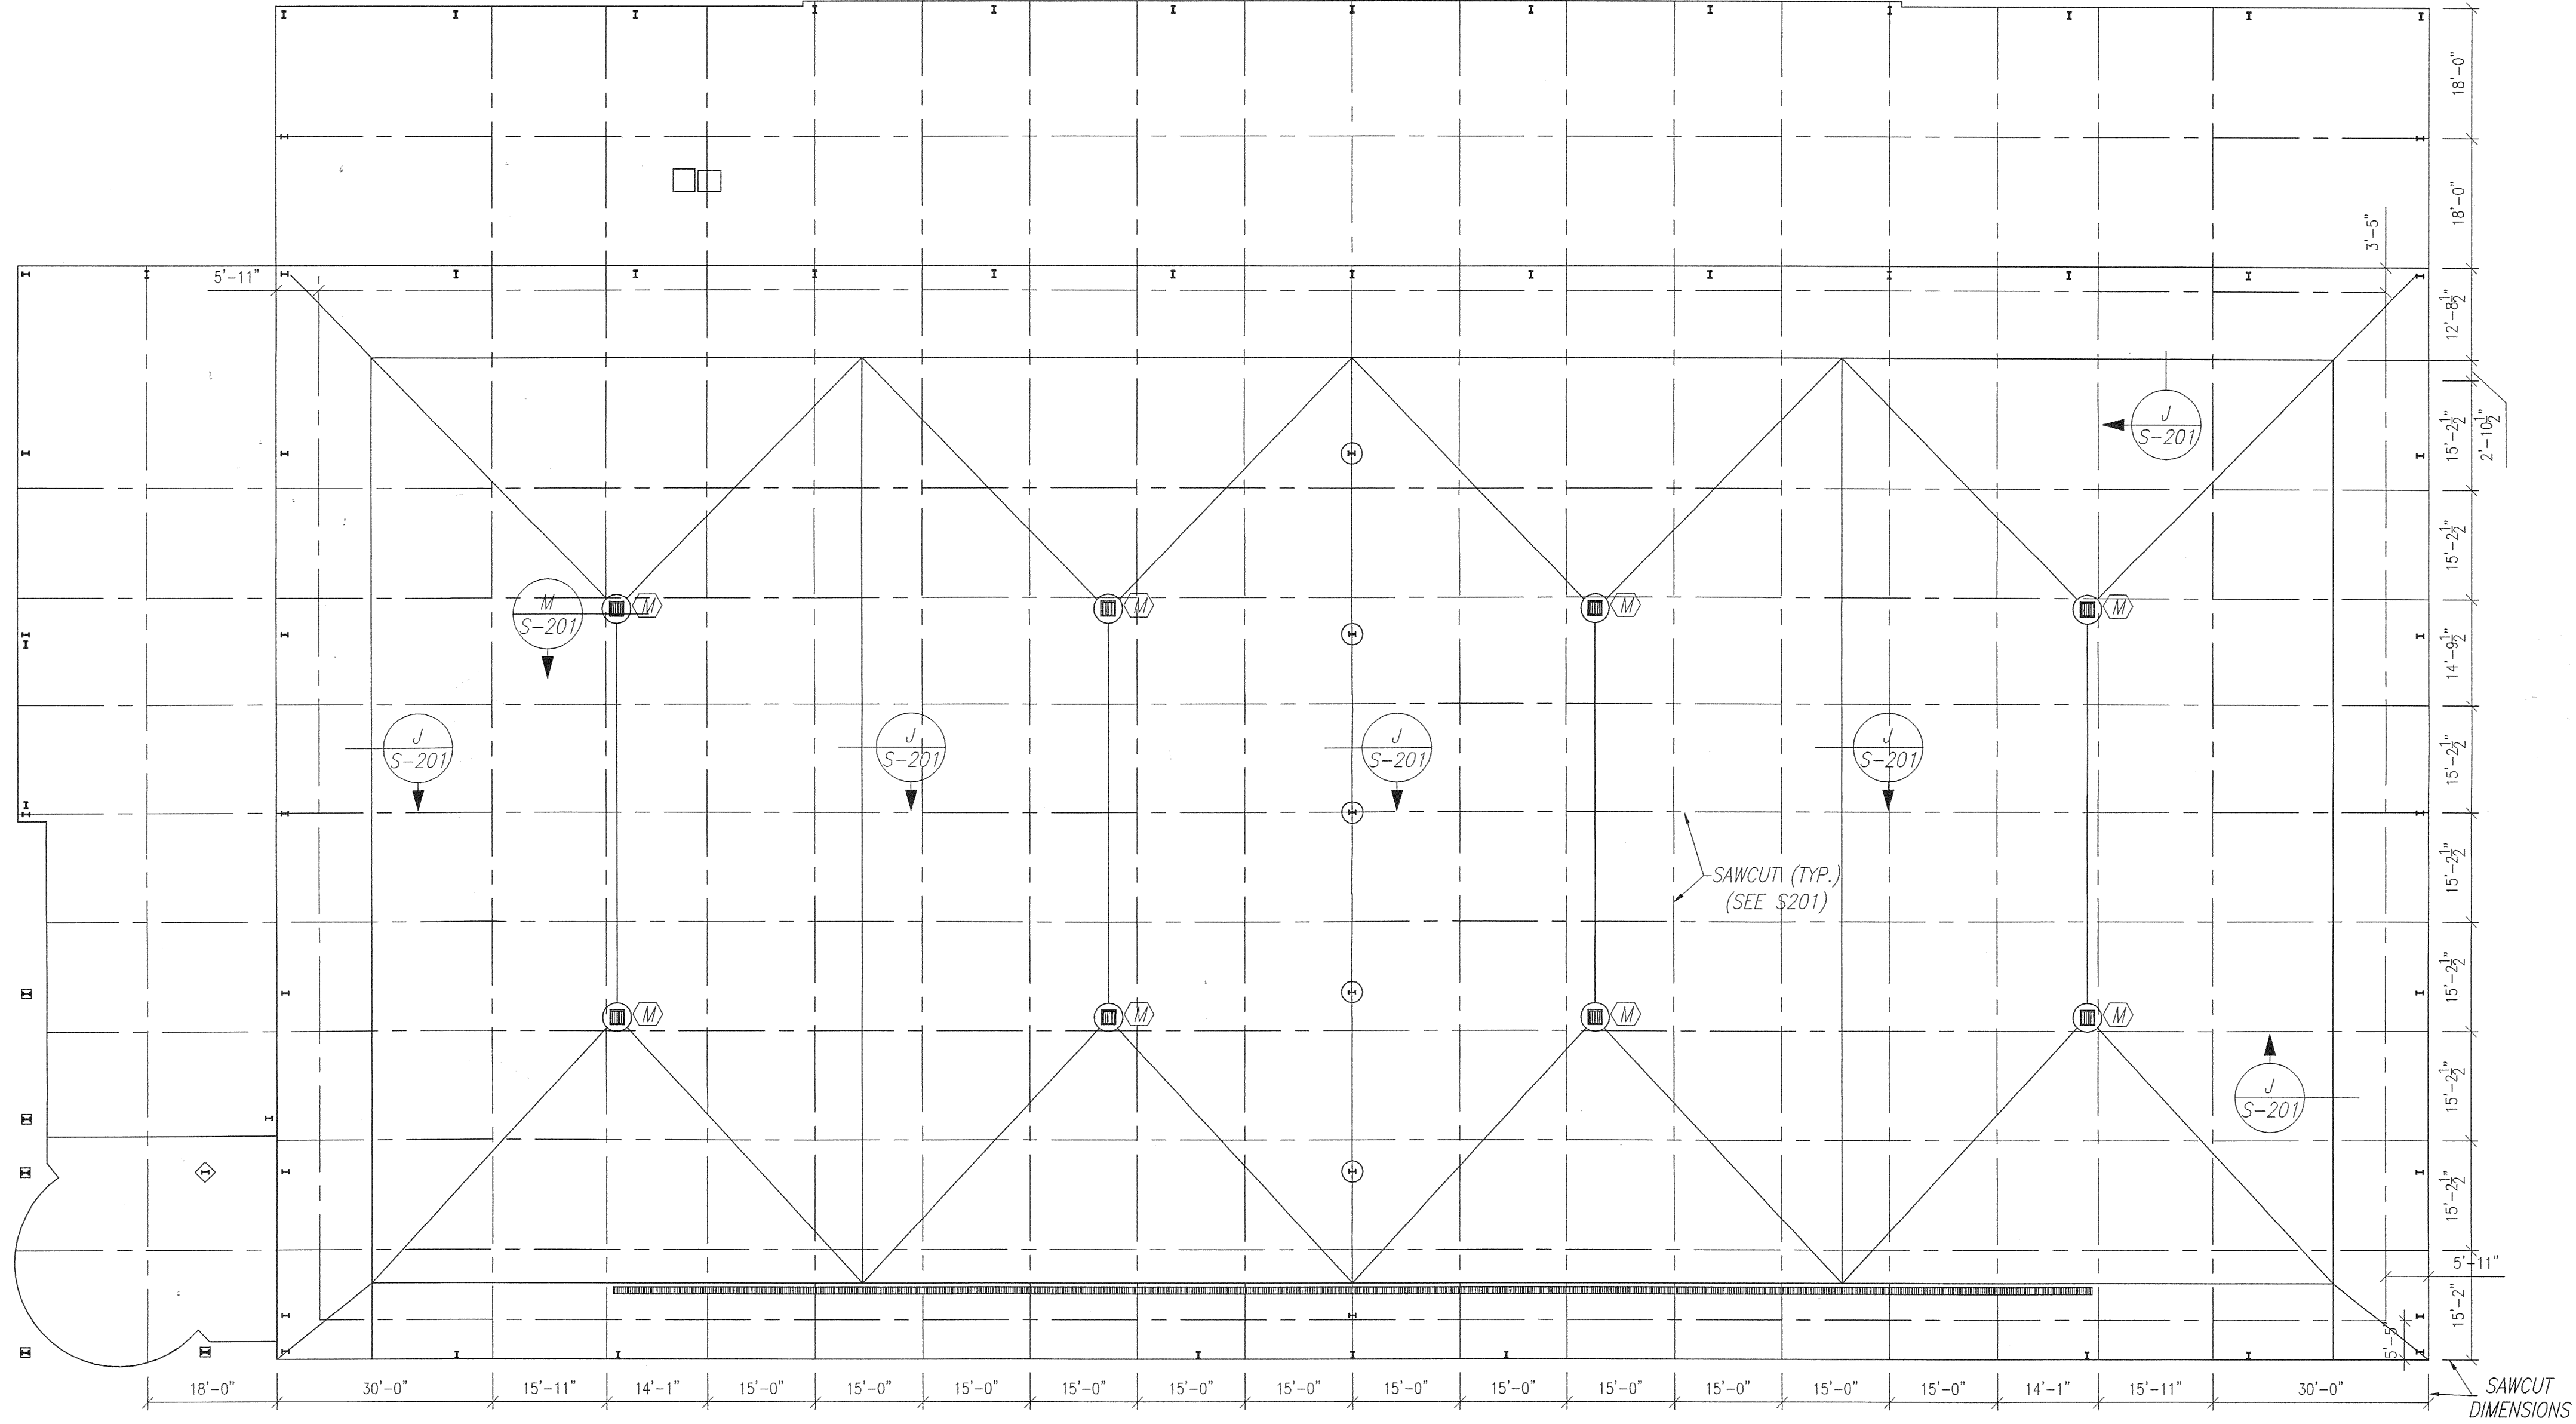 18'-0"
18'-0"
3'-5"
5'-11"
12'-8½"
J
S-201
15'-2½"
2'-10½"
15'-2½"
M
S-201
M
M
M
M
14'-9½"
J
S-201
J
S-201
J
S-201
J
S-201
15'-2½"
SAWCUT (TYP.)
(SEE S201)
15'-2½"
15'-2½"
M
M
M
M
15'-2½"
J
S-201
15'-2½"
5'-11"
15'-2"
5'-5"
18'-0"
30'-0"
15'-11"
14'-1"
15'-0"
15'-0"
15'-0"
15'-0"
15'-0"
15'-0"
15'-0"
15'-0"
15'-0"
15'-0"
15'-0"
15'-0"
14'-1"
15'-11"
30'-0"
SAWCUT
DIMENSIONS